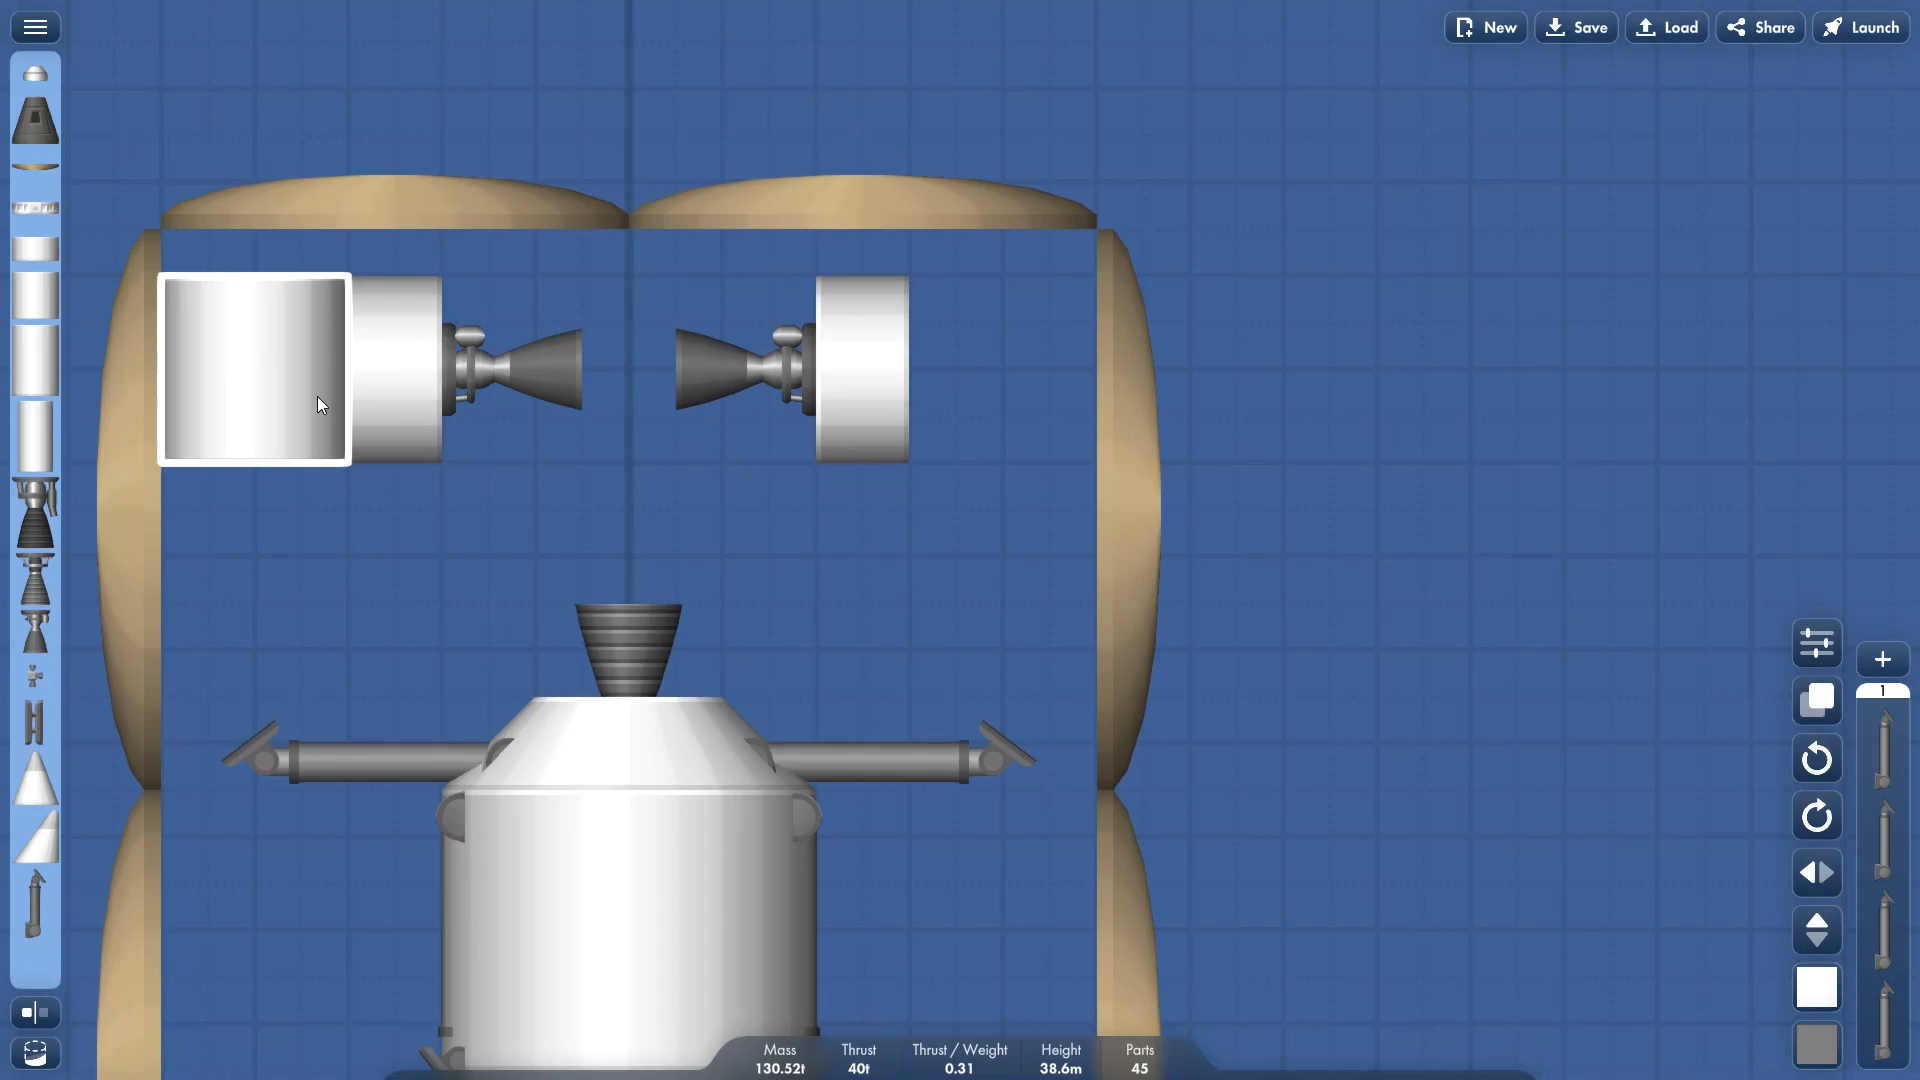 New
Save
Load
Share
Launch
1
Mass
Thrust
Thrust / Weight
Height
Parts
130.52t
40t
0.31
38.6m
45